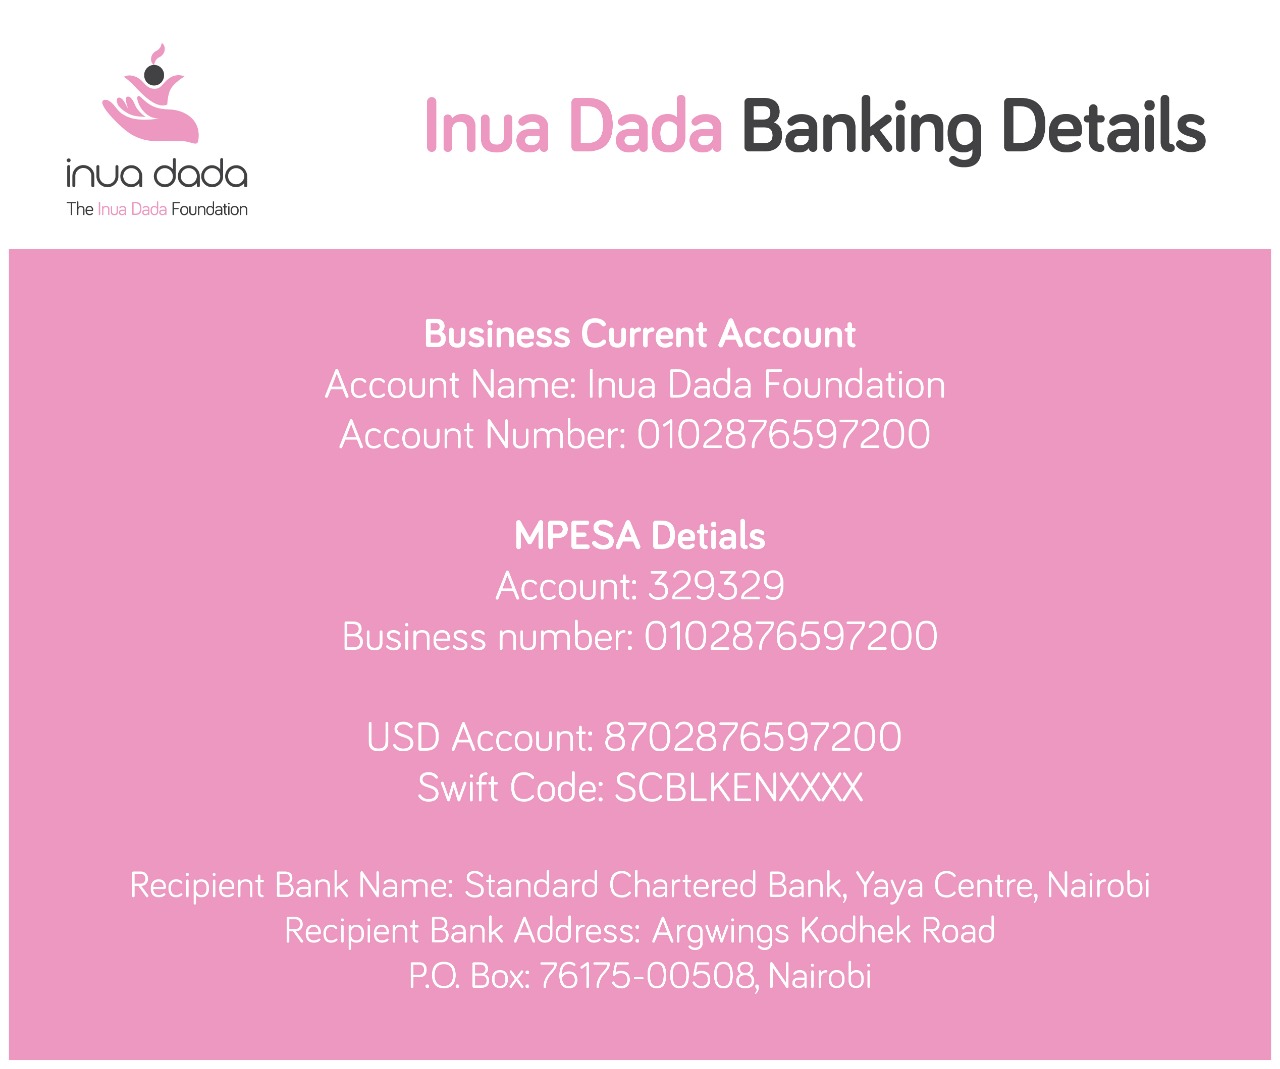 inua dada
The Inua Dada Foundation
Inua Dada Banking Details
Business Current Account
Account Name: Inua Dada Foundation
Account Number: 0102876597200
MPESA Detials
Account: 329329
Business number: 0102876597200
USD Account: 8702876597200
Swift Code: SCBLKENXXXX
Recipient Bank Name: Standard Chartered Bank, Yaya Centre, Nairobi
Recipient Bank Address: Argwings Kodhek Road
P.O. Box: 76175-00508, Nairobi